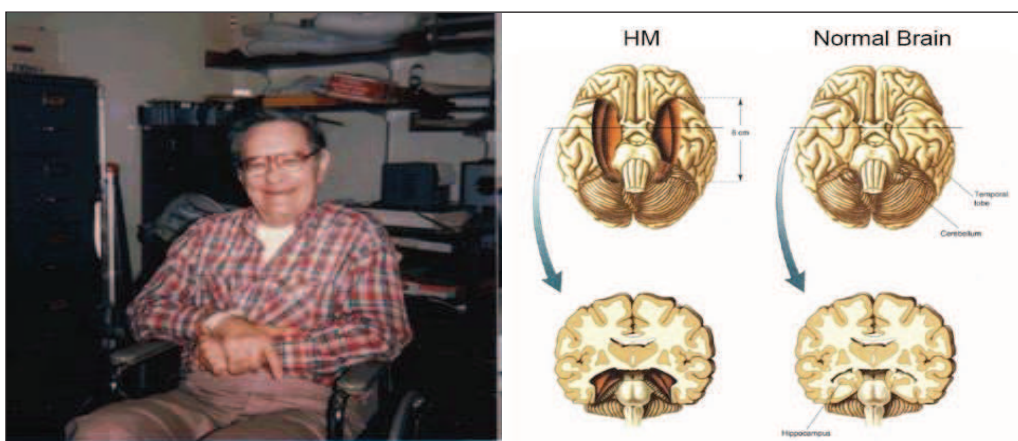 HM
Normal Brain
8 cm
Temporal
lobe
Cerebellum
Hippocampus